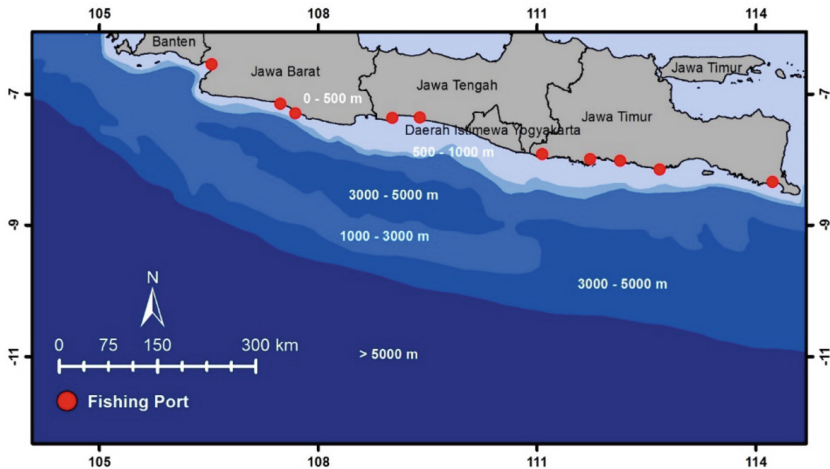 105 108 111 114
Banten
Jawa Barat
Jawa Timur
Jawa Tengah
-7 -7
0 - 500 m
Jawa Timur
Daerah Istimewa Yogyakarta
500 - 1000 m
3000 - 5000 m
-9 -9
1000 - 3000 m
3000 - 5000 m
N
0 75 150 300 km
> 5000 m
-11 -11
Fishing Port
105 108 111 114